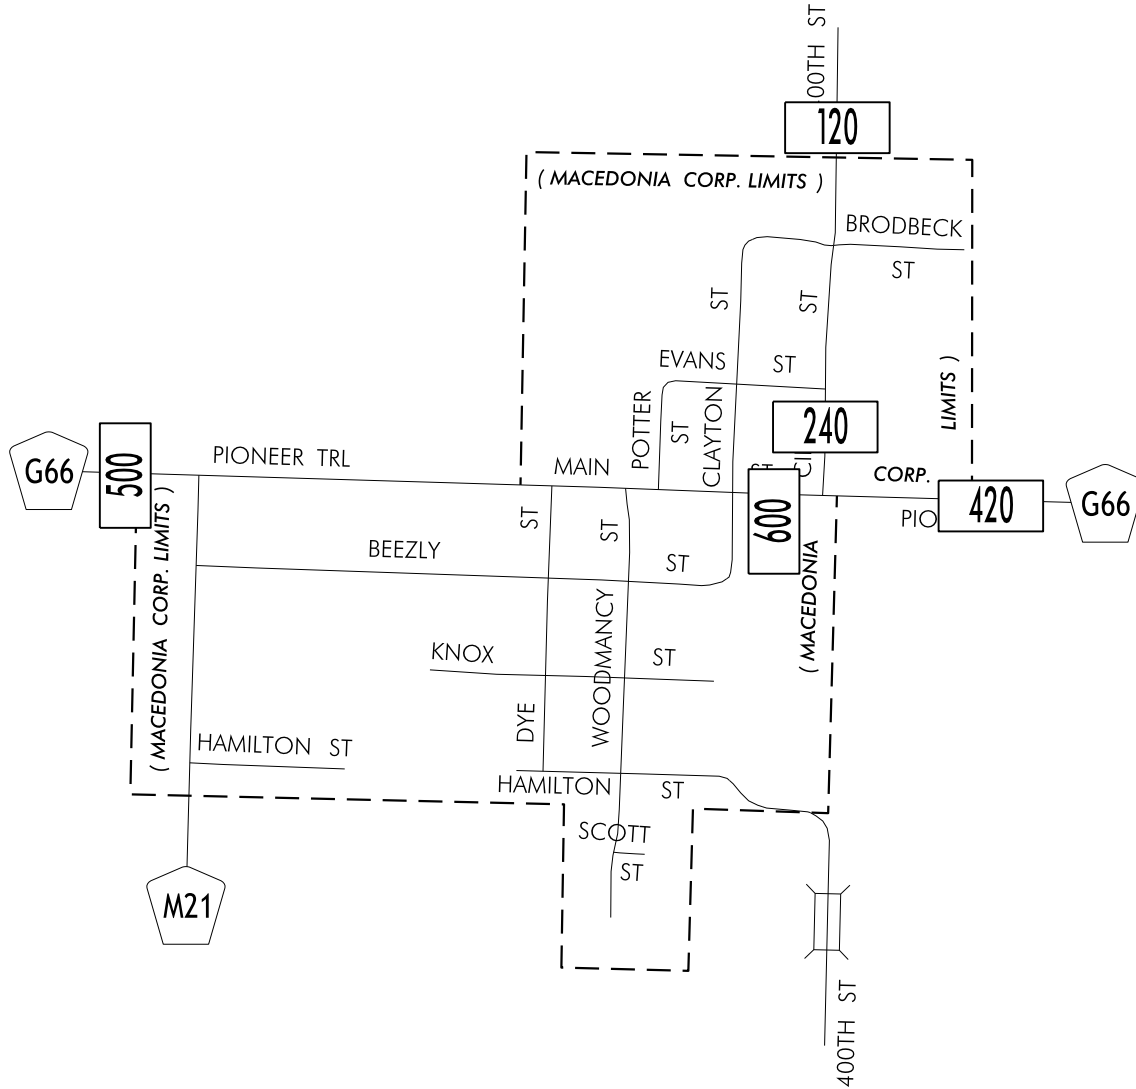 00TH ST
120
( MACEDONIA CORP. LIMITS )
BRODBECK
ST
ST
ST
EVANS ST
LIMITS )
POTTER
ST
CLAYTON
240
G66
500
PIONEER TRL
MAIN
ST
CORP.
PIO
420
G66
600
( MACEDONIA
( MACEDONIA CORP. LIMITS )
ST
ST
BEEZLY ST
WOODMANCY
KNOX ST
DYE
HAMILTON ST
HAMILTON ST
SCOTT
ST
M21
400TH ST